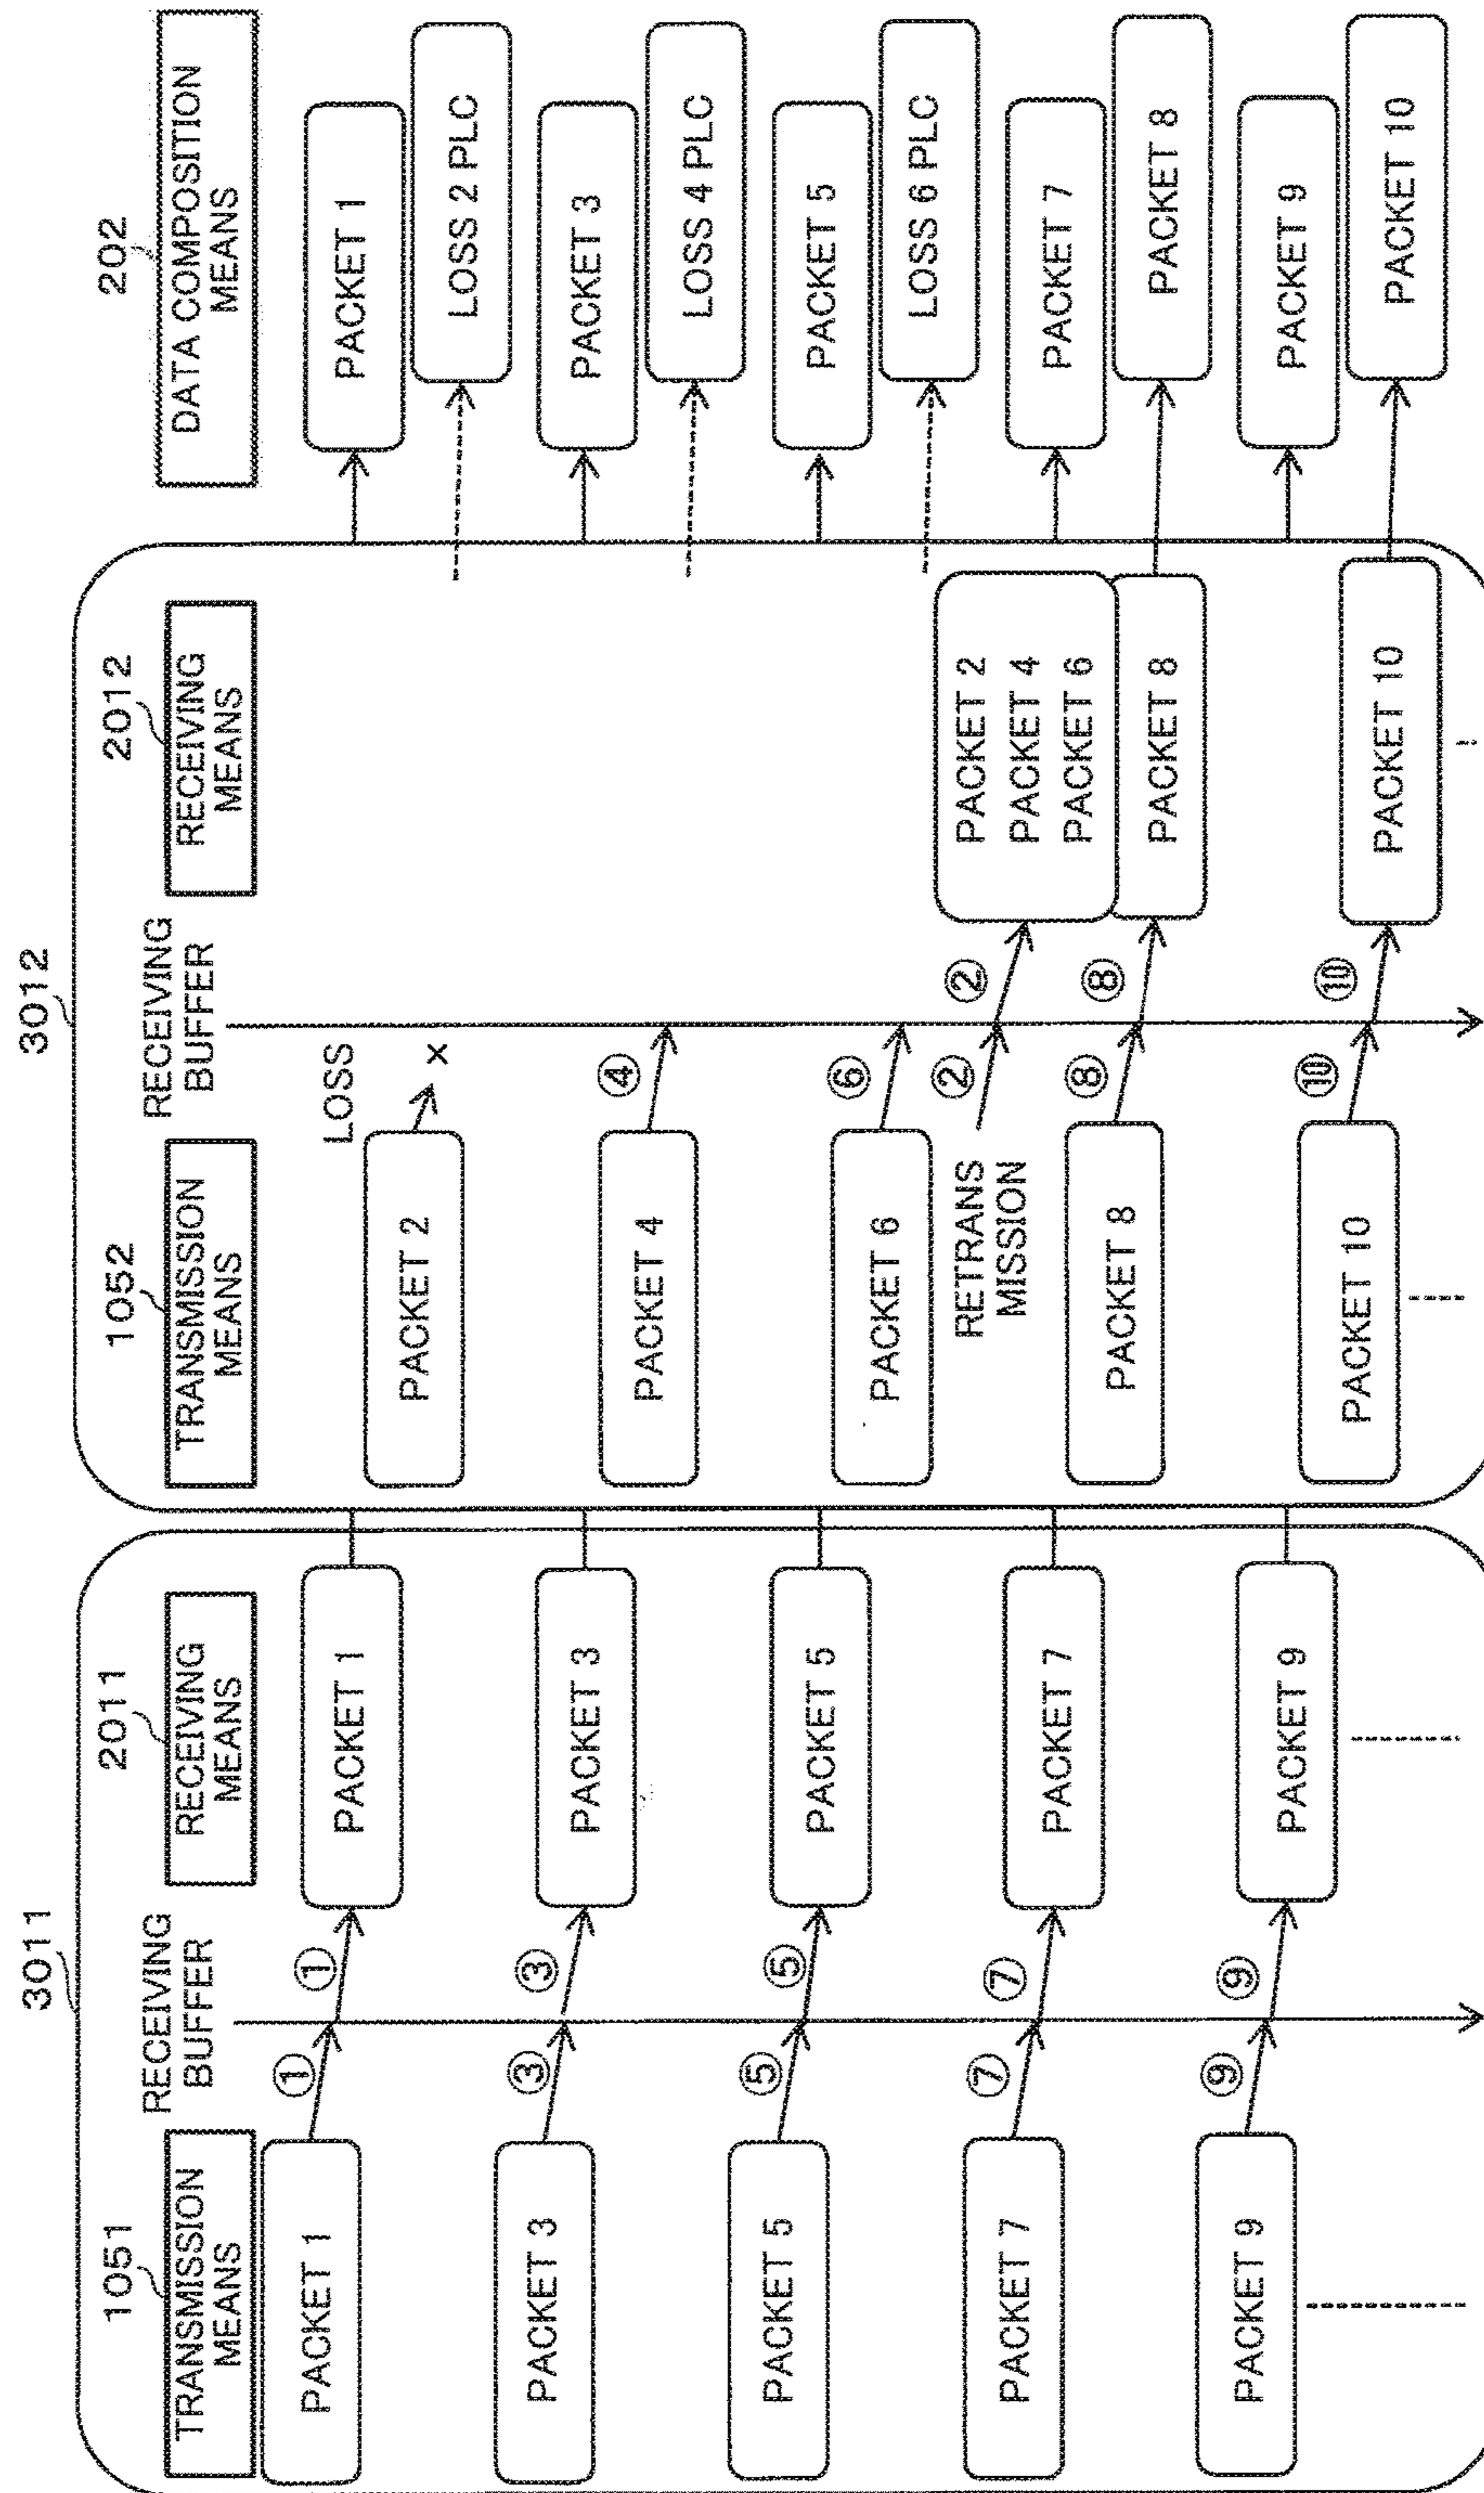 3011
3012
1051
2011
1052
2012
202
TRANSMISSION
MEANS
RECEIVING
BUFFER
RECEIVING
MEANS
TRANSMISSION
MEANS
RECEIVING
BUFFER
RECEIVING
MEANS
DATA COMPOSITION
MEANS
PACKET 1
①
①
PACKET 1
PACKET 1
LOSS
PACKET 2
×
LOSS 2 PLC
PACKET 3
③
③
PACKET 3
PACKET 3
PACKET 4
④
LOSS 4 PLC
PACKET 5
⑤
⑤
PACKET 5
PACKET 5
PACKET 6
⑥
LOSS 6 PLC
RETRANS
MISSION
②
②
PACKET 2
PACKET 4
PACKET 6
PACKET 7
⑦
⑦
PACKET 7
PACKET 7
PACKET 8
⑧
⑧
PACKET 8
PACKET 8
PACKET 9
⑨
⑨
PACKET 9
PACKET 9
PACKET 10
⑩
⑩
PACKET 10
PACKET 10